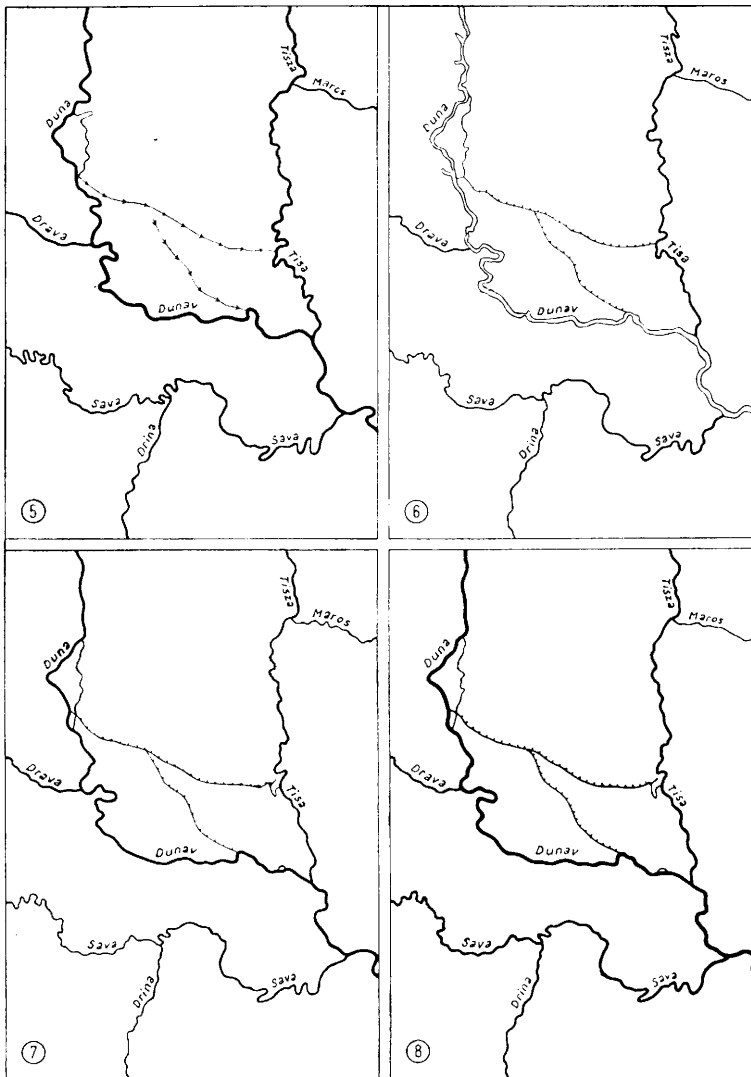 Tisza
Maros
Duna
Drava
Tisa
Dunav
Sava
Drina
Sava
5
Tisza
Maros
Duna
Drava
Tisa
Dunav
Sava
Drina
Sava
6
Tisza
Maros
Duna
Drava
Tisa
Dunav
Sava
Drina
Sava
7
Tisza
Maros
Duna
Drava
Tisa
Dunav
Sava
Drina
Sava
8